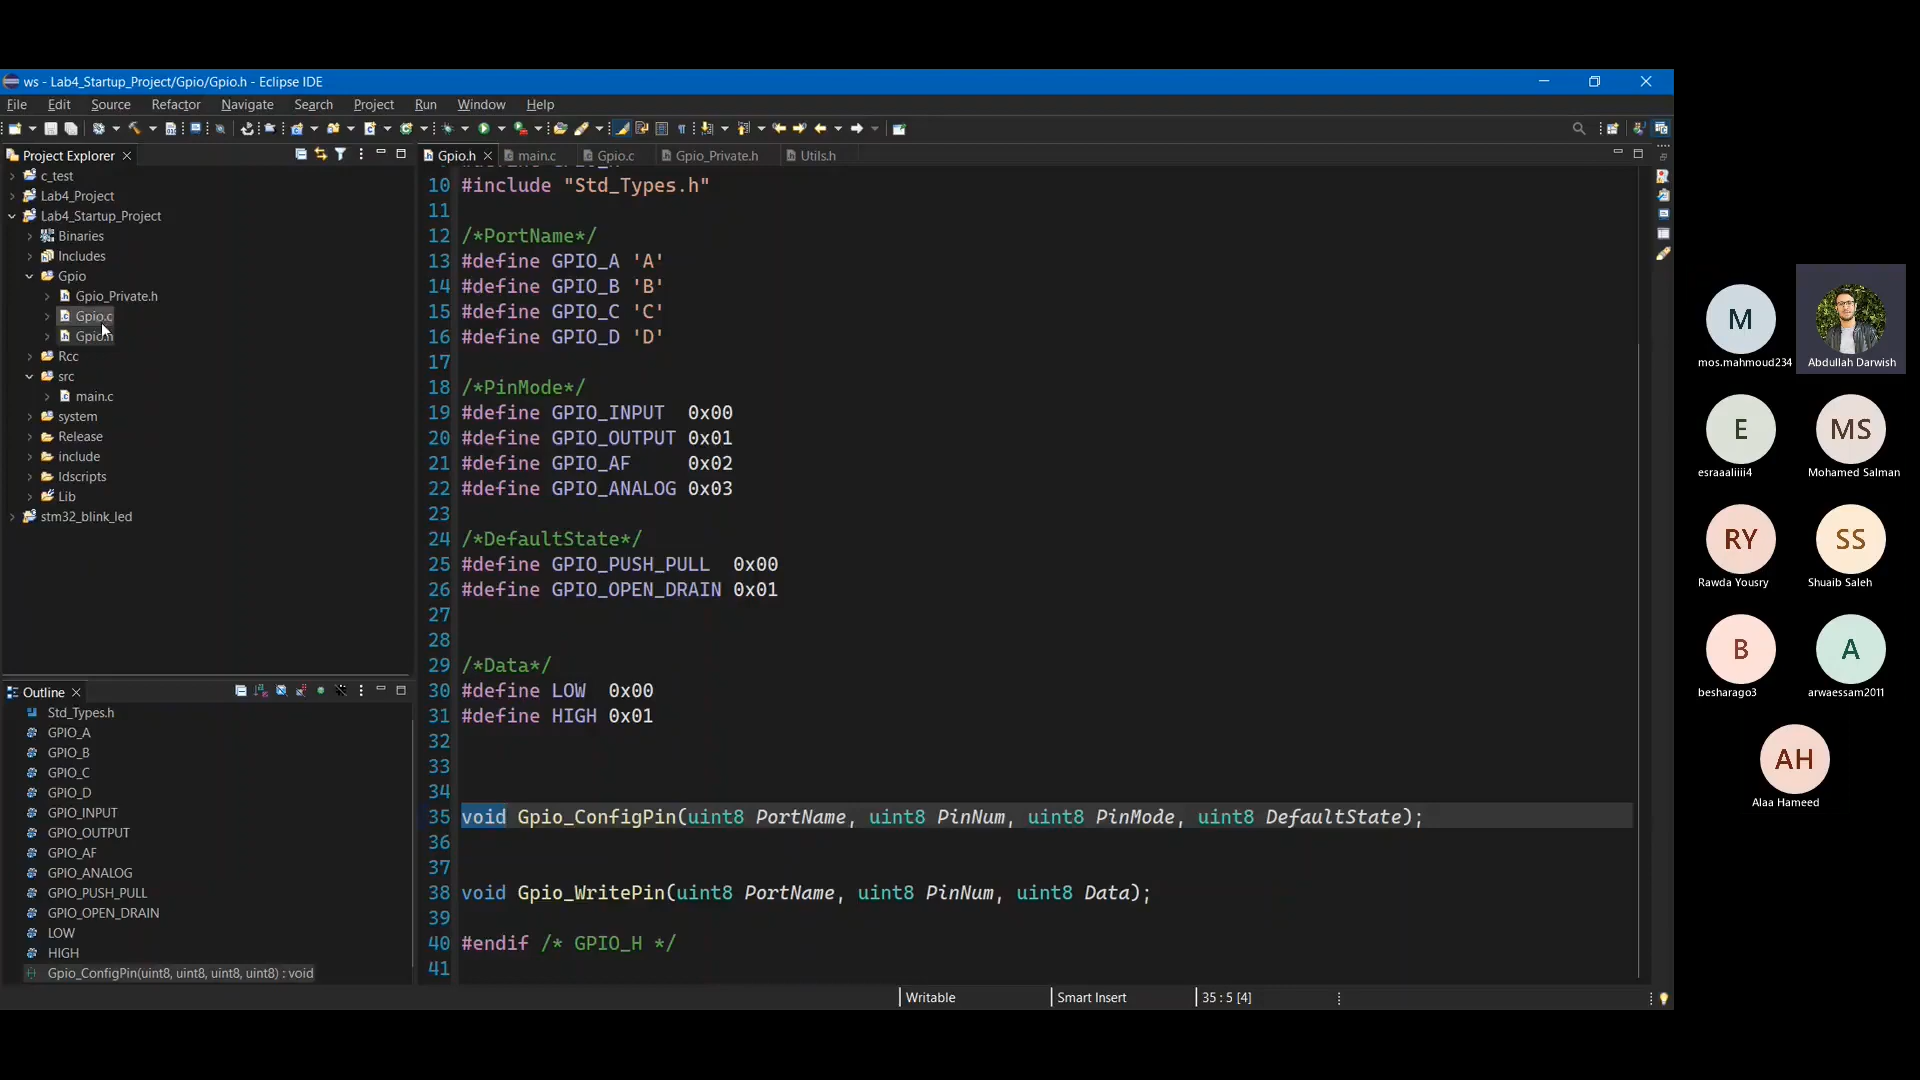 ws - Lab4_Startup_Project/Gpio/Gpio.h - Eclipse IDE
File Edit Source Refactor Navigate Search Project Run Window Help
Project Explorer
c_test
Lab4_Project
Lab4_Startup_Project
Binaries
Includes
Gpio
Gpio_Private.h
Gpio.c
Gpio.h
Rcc
src
main.c
system
Release
include
ldscripts
Lib
stm32_blink_led
Outline
Std_Types.h
GPIO_A
GPIO_B
GPIO_C
GPIO_D
GPIO_INPUT
GPIO_OUTPUT
GPIO_AF
GPIO_ANALOG
GPIO_PUSH_PULL
GPIO_OPEN_DRAIN
LOW
HIGH
Gpio_ConfigPin(uint8, uint8, uint8, uint8) : void
Gpio.h main.c Gpio.c Gpio_Private.h Utils.h
10 #include "Std_Types.h"
11
12 /*PortName*/
13 #define GPIO_A 'A'
14 #define GPIO_B 'B'
15 #define GPIO_C 'C'
16 #define GPIO_D 'D'
17
18 /*PinMode*/
19 #define GPIO_INPUT  0x00
20 #define GPIO_OUTPUT 0x01
21 #define GPIO_AF     0x02
22 #define GPIO_ANALOG 0x03
23
24 /*DefaultState*/
25 #define GPIO_PUSH_PULL  0x00
26 #define GPIO_OPEN_DRAIN 0x01
27
28
29 /*Data*/
30 #define LOW  0x00
31 #define HIGH 0x01
32
33
34
35 void Gpio_ConfigPin(uint8 PortName, uint8 PinNum, uint8 PinMode, uint8 DefaultState);
36
37
38 void Gpio_WritePin(uint8 PortName, uint8 PinNum, uint8 Data);
39
40 #endif /* GPIO_H */
41
Writable Smart Insert 35 : 5 [4]
M
mos.mahmoud234
Abdullah Darwish
E
esraaaliiii4
MS
Mohamed Salman
RY
Rawda Yousry
SS
Shuaib Saleh
B
besharago3
A
arwaessam2011
AH
Alaa Hameed